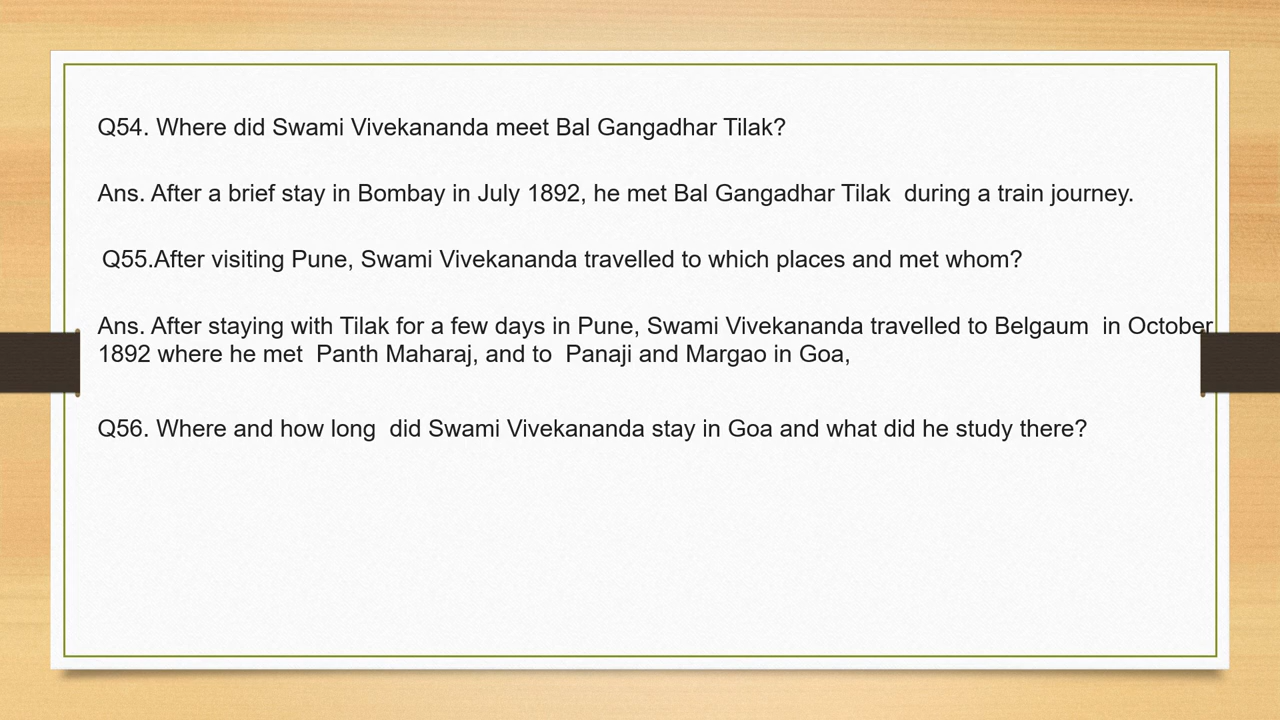 Q54. Where did Swami Vivekananda meet Bal Gangadhar Tilak?
Ans. After a brief stay in Bombay in July 1892, he met Bal Gangadhar Tilak  during a train journey.
Q55.After visiting Pune, Swami Vivekananda travelled to which places and met whom?
Ans. After staying with Tilak for a few days in Pune, Swami Vivekananda travelled to Belgaum  in October
1892 where he met  Panth Maharaj, and to  Panaji and Margao in Goa,
Q56. Where and how long  did Swami Vivekananda stay in Goa and what did he study there?